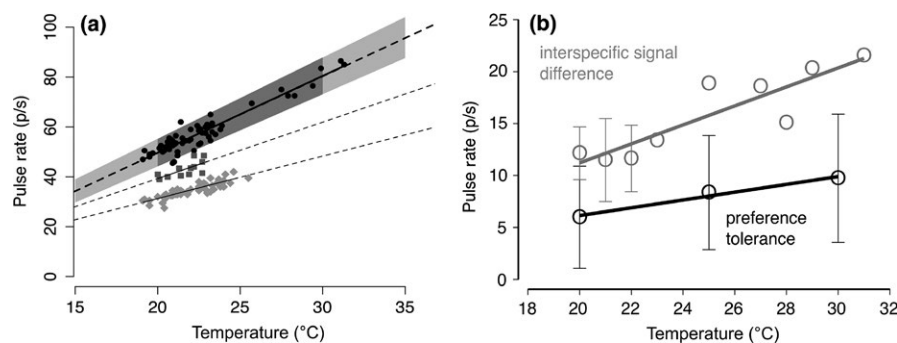 (a)
Pulse rate (p/s)
100
80
60
40
20
0
15 20 25 30 35
Temperature (°C)
(b)
Pulse rate (p/s)
25
20
15
10
5
0
interspecific signal
difference
preference
tolerance
18 20 22 24 26 28 30 32
Temperature (°C)